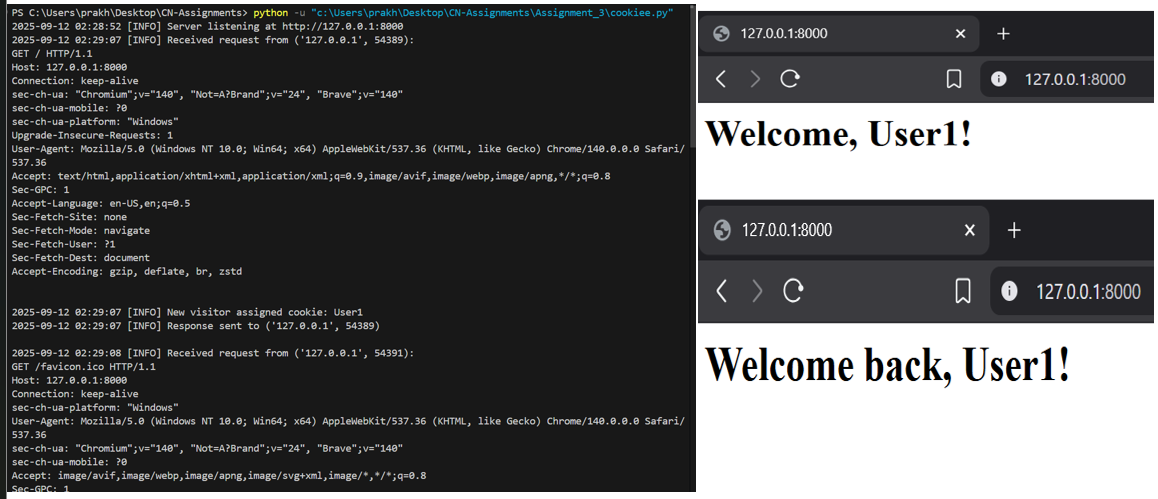 PS C:\Users\prakh\Desktop\CN-Assignments> python -u "c:\Users\prakh\Desktop\CN-Assignments\Assignment_3\cookiee.py"
2025-09-12 02:28:52 [INFO] Server listening at http://127.0.0.1:8000
2025-09-12 02:29:07 [INFO] Received request from ('127.0.0.1', 54389):
GET / HTTP/1.1
Host: 127.0.0.1:8000
Connection: keep-alive
sec-ch-ua: "Chromium";v="140", "Not=A?Brand";v="24", "Brave";v="140"
sec-ch-ua-mobile: ?0
sec-ch-ua-platform: "Windows"
Upgrade-Insecure-Requests: 1
User-Agent: Mozilla/5.0 (Windows NT 10.0; Win64; x64) AppleWebKit/537.36 (KHTML, like Gecko) Chrome/140.0.0.0 Safari/
537.36
Accept: text/html,application/xhtml+xml,application/xml;q=0.9,image/avif,image/webp,image/apng,*/*;q=0.8
Sec-GPC: 1
Accept-Language: en-US,en;q=0.5
Sec-Fetch-Site: none
Sec-Fetch-Mode: navigate
Sec-Fetch-User: ?1
Sec-Fetch-Dest: document
Accept-Encoding: gzip, deflate, br, zstd
2025-09-12 02:29:07 [INFO] New visitor assigned cookie: User1
2025-09-12 02:29:07 [INFO] Response sent to ('127.0.0.1', 54389)
2025-09-12 02:29:08 [INFO] Received request from ('127.0.0.1', 54391):
GET /favicon.ico HTTP/1.1
Host: 127.0.0.1:8000
Connection: keep-alive
sec-ch-ua-platform: "Windows"
User-Agent: Mozilla/5.0 (Windows NT 10.0; Win64; x64) AppleWebKit/537.36 (KHTML, like Gecko) Chrome/140.0.0.0 Safari/
537.36
sec-ch-ua: "Chromium";v="140", "Not=A?Brand";v="24", "Brave";v="140"
sec-ch-ua-mobile: ?0
Accept: image/avif,image/webp,image/apng,image/svg+xml,image/*,*/*;q=0.8
Sec-GPC: 1
127.0.0.1:8000
127.0.0.1:8000
Welcome, User1!
127.0.0.1:8000
127.0.0.1:8000
Welcome back, User1!